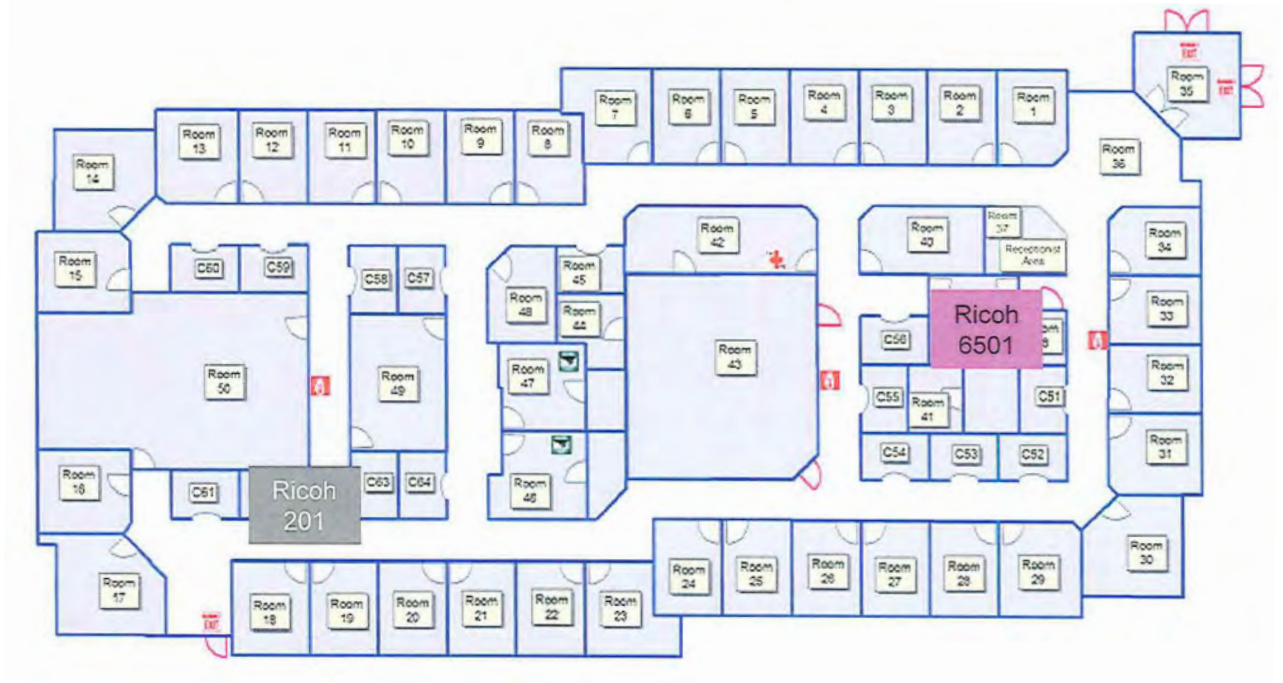 EXIT
Room
35
EXIT
Room
7
Room
6
Room
5
Room
4
Room
3
Room
2
Room
1
Room
13
Room
12
Room
11
Room
10
Room
9
Room
8
Room
36
Room
14
Room
42
Room
40
Room
37
Receptionist
Area
Room
34
Room
15
C60
C59
C58
C57
Room
45
Room
48
Room
44
Ricoh
6501
Room
33
C56
Room
43
Room
50
Room
49
Room
47
C55
Room
41
C51
Room
32
C54
C53
C52
Room
31
Room
16
C61
Ricoh
201
C63
C64
Room
46
Room
17
Room
24
Room
25
Room
26
Room
27
Room
28
Room
29
Room
30
EXIT
Room
18
Room
19
Room
20
Room
21
Room
22
Room
23